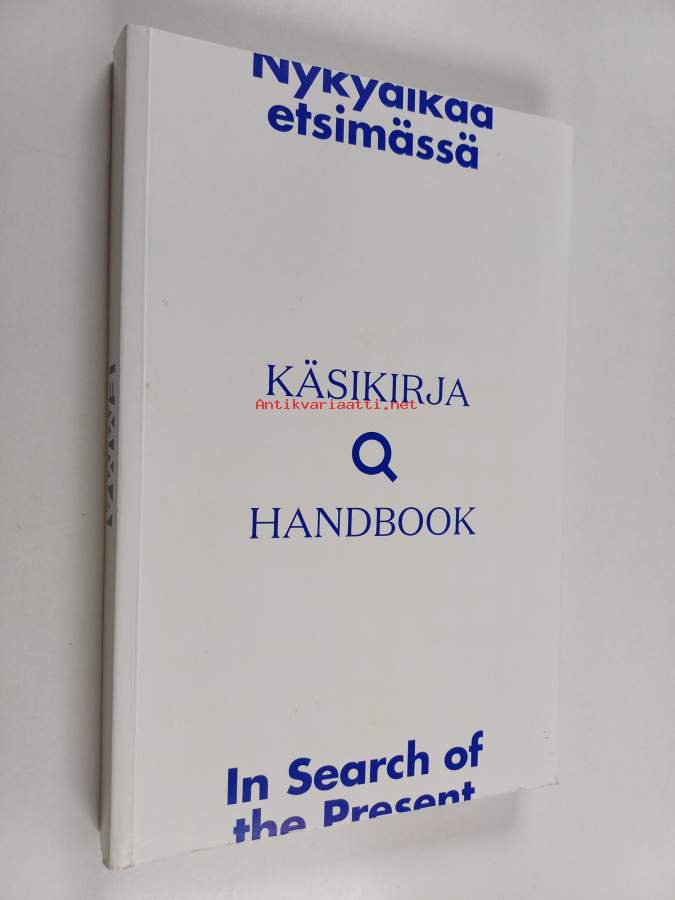 Nykyaikaa
etsimässä
KÄSIKIRJA
Antikvariaatti.net
HANDBOOK
In Search of
the Present